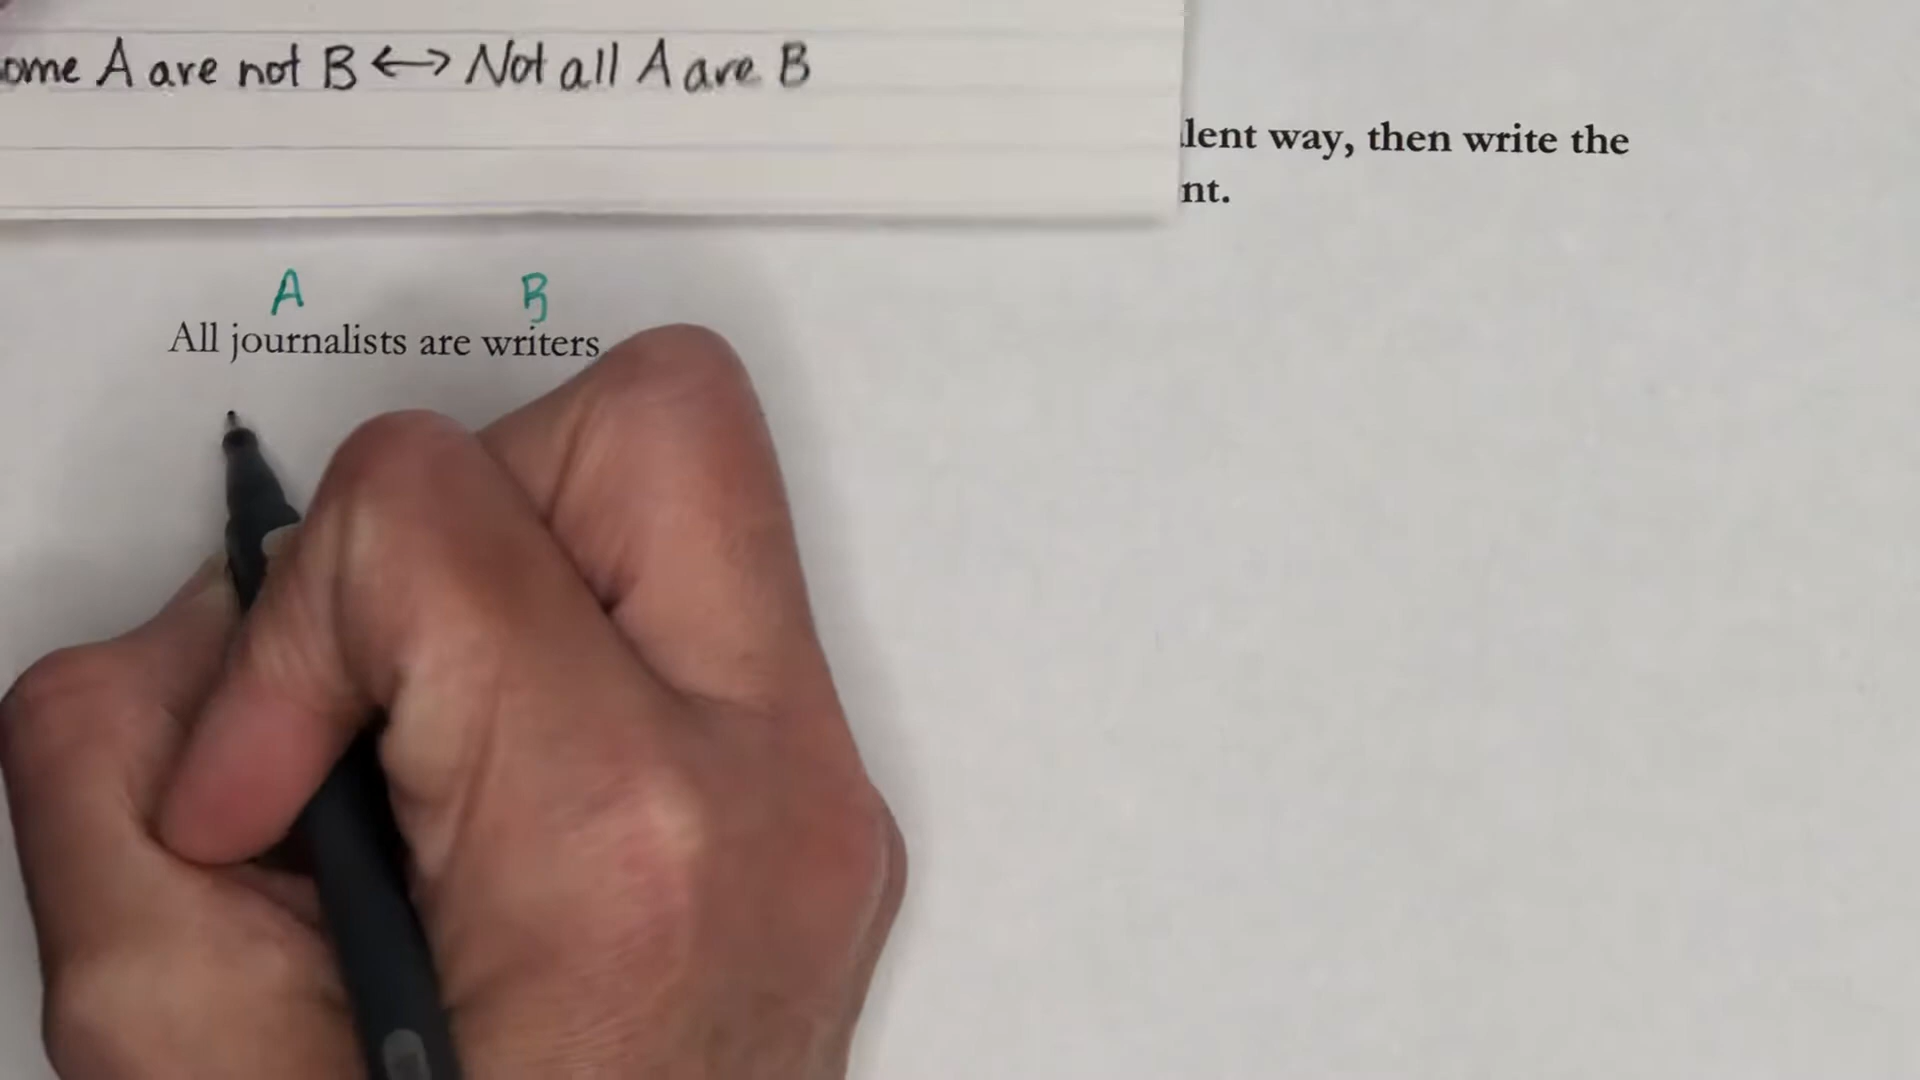 ome A are not B ↔ Not all A are B
lent way, then write the
nt.
A B
All journalists are writers